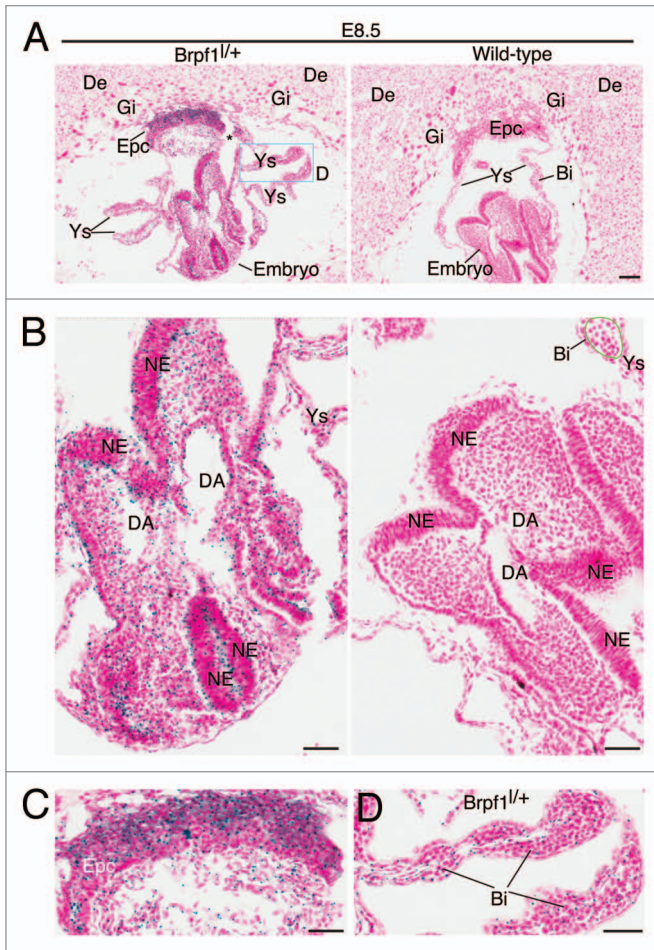 A
E8.5
Brpf1l/+
Wild-type
De
De
De
De
Gi
Gi
Gi
Gi
Epc
Epc
*
Ys
D
Ys
Ys
Ys
Bi
Embryo
Embryo
B
NE
Ys
NE
DA
DA
NE
NE
Bi
Ys
NE
NE
DA
DA
NE
NE
C
Epc
Brpf1l/+
D
Bi